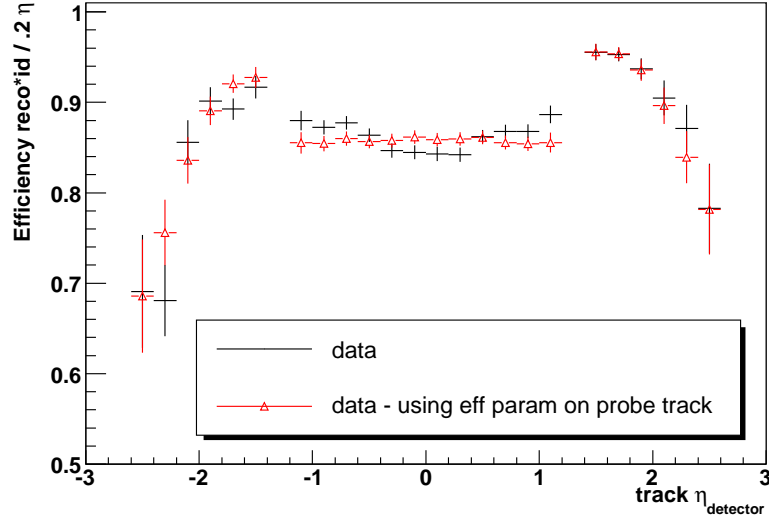 Efficiency reco*id / .2 η
1
0.9
0.8
0.7
0.6
0.5
data
data - using eff param on probe track
-3 -2 -1 0 1 2 3
track ηdetector